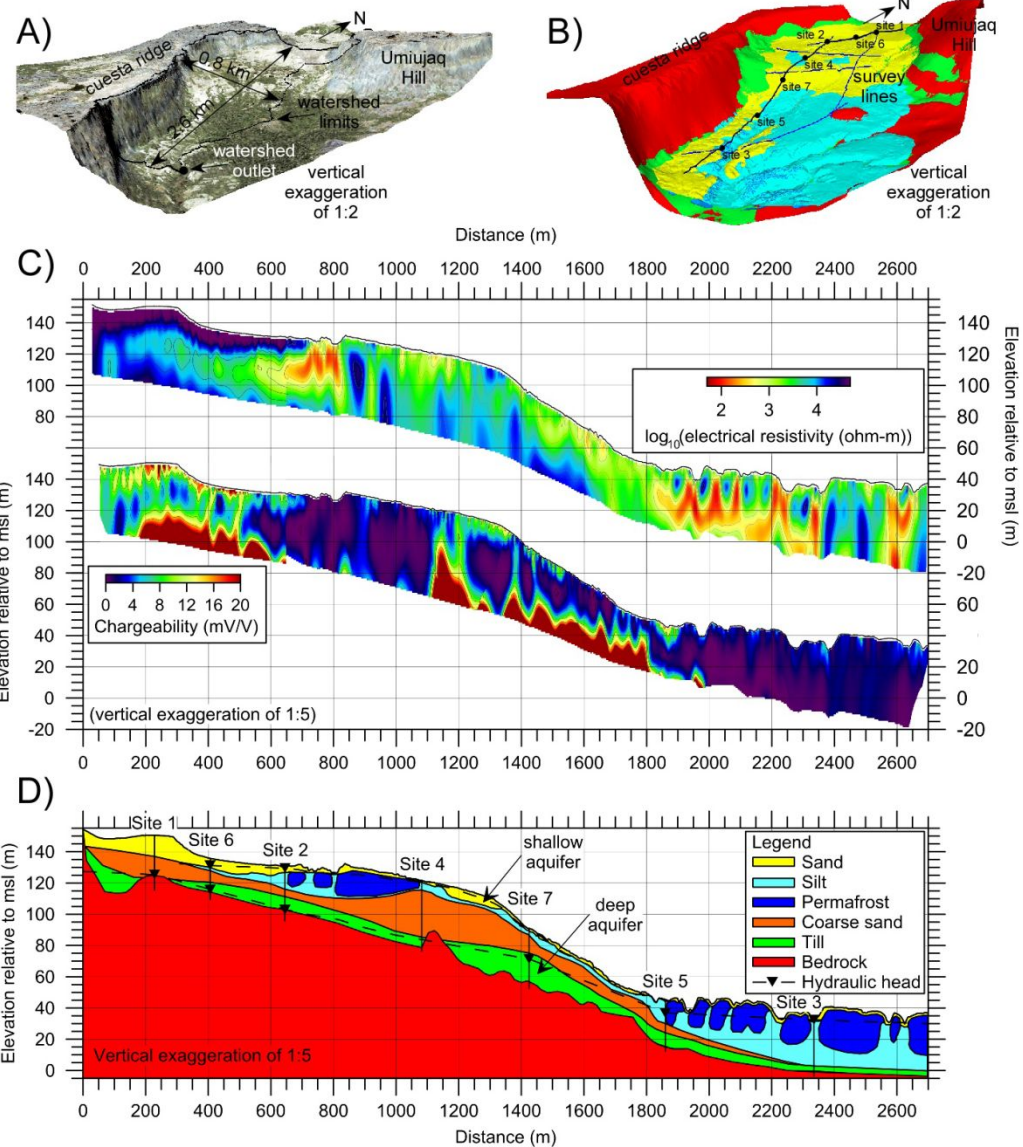 A)
N
cuesta ridge
0.8 km
2.6 km
Umiujaq
Hill
watershed
limits
watershed
outlet
vertical
exaggeration
of 1:2
B)
N
cuesta ridge
site 1
site 2
site 6
site 4
site 7
site 5
site 3
Umiujaq
Hill
survey
lines
vertical
exaggeration
of 1:2
C)
Distance (m)
0 200 400 600 800 1000 1200 1400 1600 1800 2000 2200 2400 2600
140
120
100
80
140
120
100
80
60
40
20
0
-20
Elevation relative to msl (m)
Elevation relative to msl (m)
140
120
100
80
60
40
20
0
-20
60
40
20
0
-20
Elevation relative to msl (m)
2 3 4
log10(electrical resistivity (ohm-m))
0 4 8 12 16 20
Chargeability (mV/V)
(vertical exaggeration of 1:5)
0 200 400 600 800 1000 1200 1400 1600 1800 2000 2200 2400 2600
D)
Elevation relative to msl (m)
140
120
100
80
60
40
20
0
Site 1
Site 6
Site 2
Site 4
shallow
aquifer
Site 7
deep
aquifer
Site 5
Site 3
Legend
Sand
Silt
Permafrost
Coarse sand
Till
Bedrock
Hydraulic head
Vertical exaggeration of 1:5
0 200 400 600 800 1000 1200 1400 1600 1800 2000 2200 2400 2600
Distance (m)